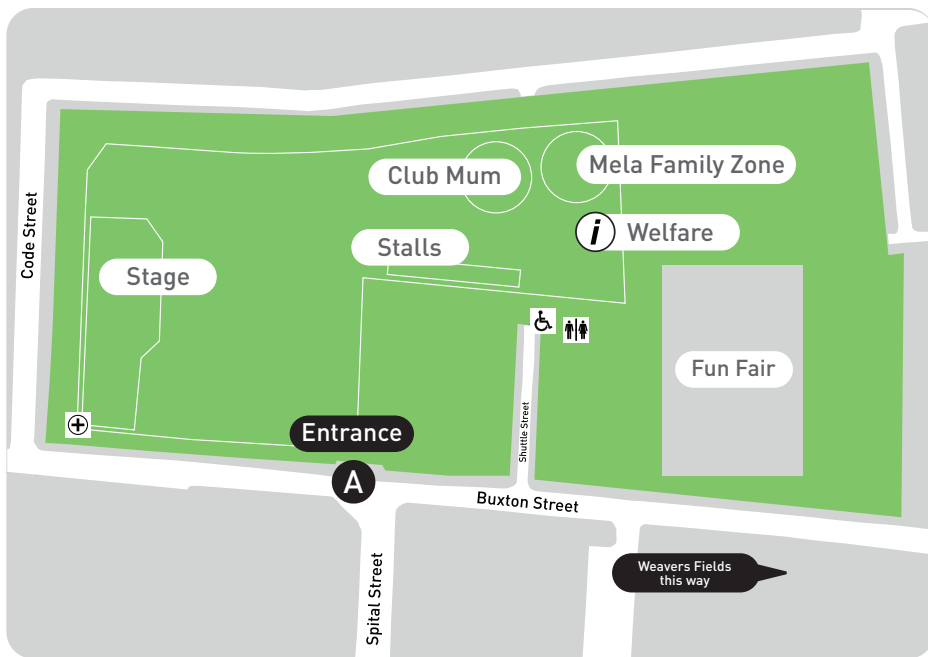 Club Mum
Mela Family Zone
i
Welfare
Stalls
Stage
Code Street
Fun Fair
Entrance
A
Shuttle Street
Buxton Street
Spital Street
Weavers Fields
this way